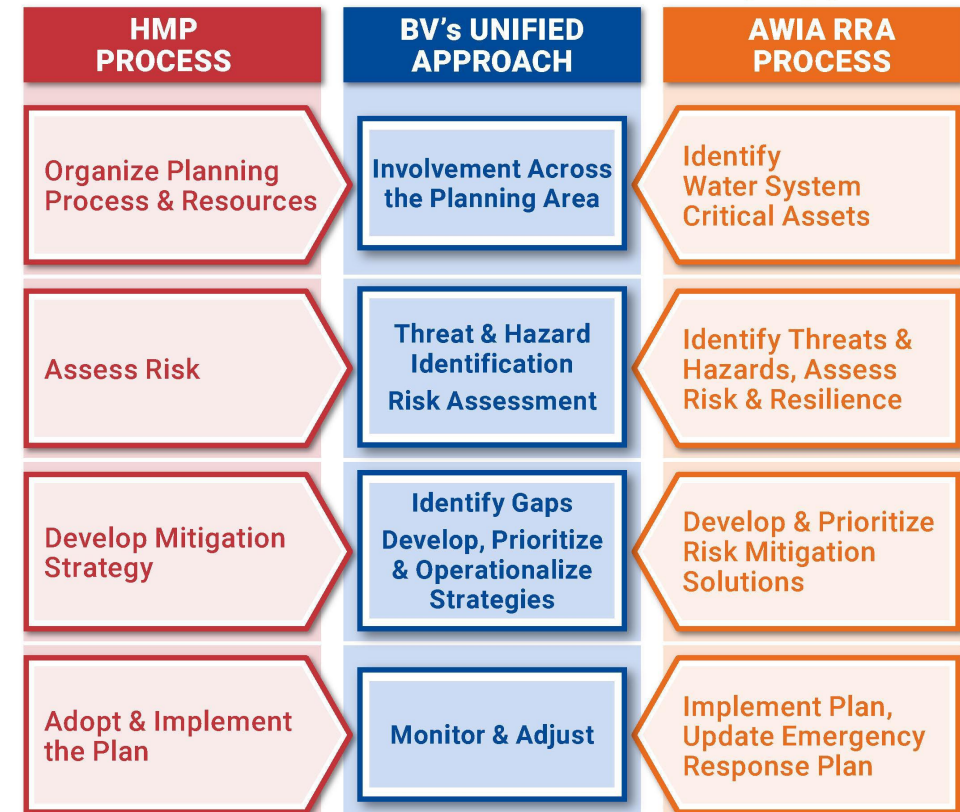 HMP
PROCESS
BV's UNIFIED
APPROACH
AWIA RRA
PROCESS
Organize Planning
Process & Resources
Involvement Across
the Planning Area
Identify
Water System
Critical Assets
Assess Risk
Threat & Hazard
Identification
Risk Assessment
Identify Threats &
Hazards, Assess
Risk & Resilience
Develop Mitigation
Strategy
Identify Gaps
Develop, Prioritize
& Operationalize
Strategies
Develop & Prioritize
Risk Mitigation
Solutions
Adopt & Implement
the Plan
Monitor & Adjust
Implement Plan,
Update Emergency
Response Plan